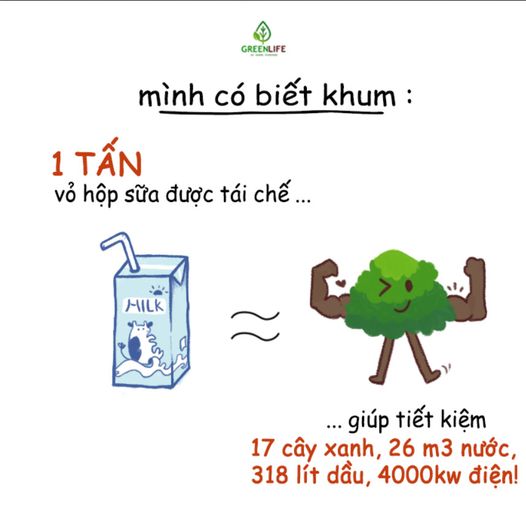 GREENLIFE
mình có biết khum :
1 TẤN
vỏ hộp sữa được tái chế ...
MILK
... giúp tiết kiệm
17 cây xanh, 26 m3 nước,
318 lít dầu, 4000kw điện!